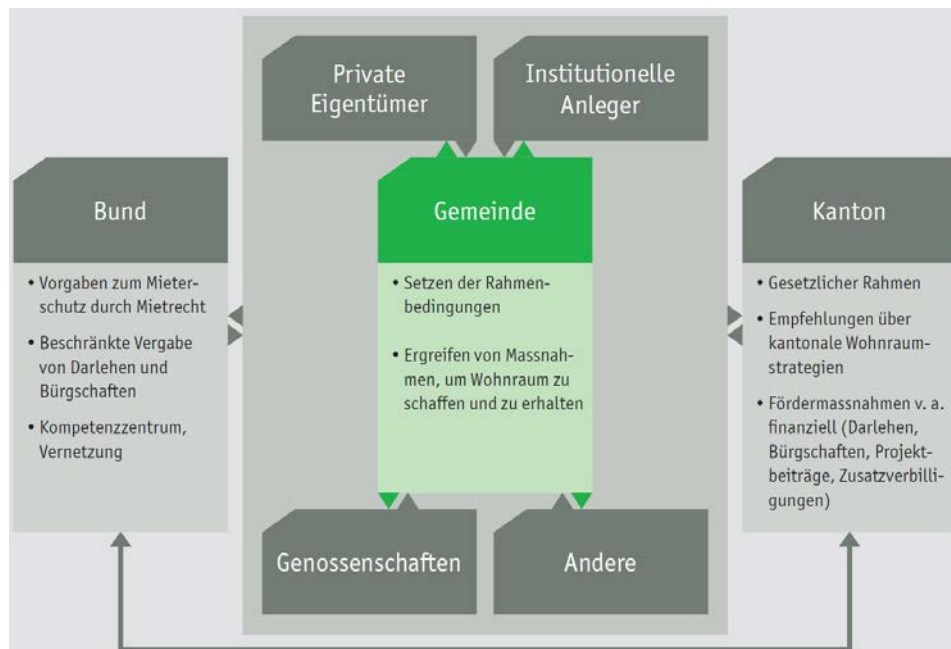 Private
Eigentümer
Institutionelle
Anleger
Bund
• Vorgaben zum Mieter-
schutz durch Mietrecht
• Beschränkte Vergabe
von Darlehen und
Bürgschaften
• Kompetenzzentrum,
Vernetzung
Gemeinde
• Setzen der Rahmen-
bedingungen
• Ergreifen von Massnah-
men, um Wohnraum zu
schaffen und zu erhalten
Kanton
• Gesetzlicher Rahmen
• Empfehlungen über
kantonale Wohnraum-
strategien
• Fördermassnahmen v. a.
finanziell (Darlehen,
Bürgschaften, Projekt-
beiträge, Zusatzverbilli-
gungen)
Genossenschaften
Andere